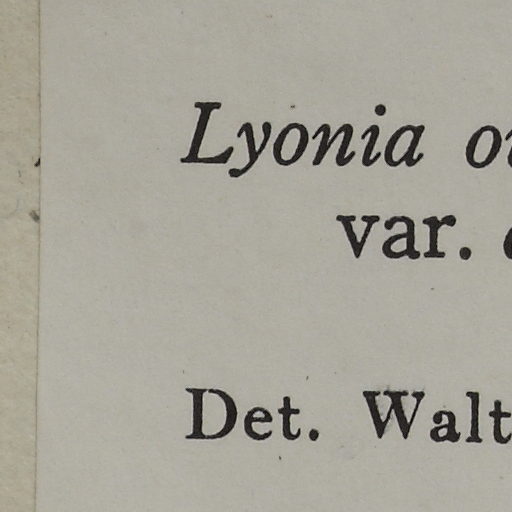 Lyonia
var.
Det. Walt